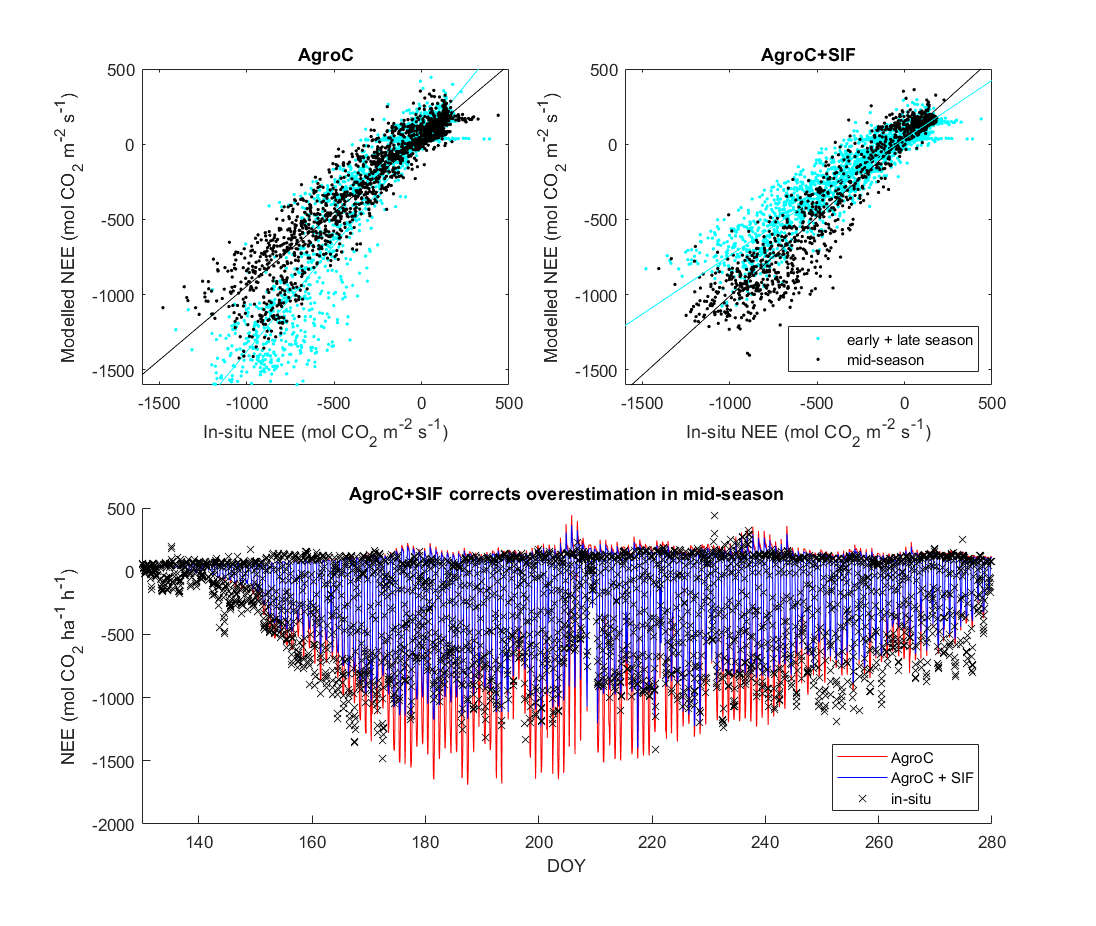 AgroC
500
0
-500
-1000
-1500
-1500 -1000 -500 0 500
Modelled NEE (mol CO2 m-2 s-1)
In-situ NEE (mol CO2 m-2 s-1)
AgroC+SIF
500
0
-500
-1000
-1500
-1500 -1000 -500 0 500
Modelled NEE (mol CO2 m-2 s-1)
In-situ NEE (mol CO2 m-2 s-1)
early + late season
mid-season
AgroC+SIF corrects overestimation in mid-season
500
0
-500
-1000
-1500
-2000
140 160 180 200 220 240 260 280
NEE (mol CO2 ha-1 h-1)
DOY
AgroC
AgroC + SIF
in-situ